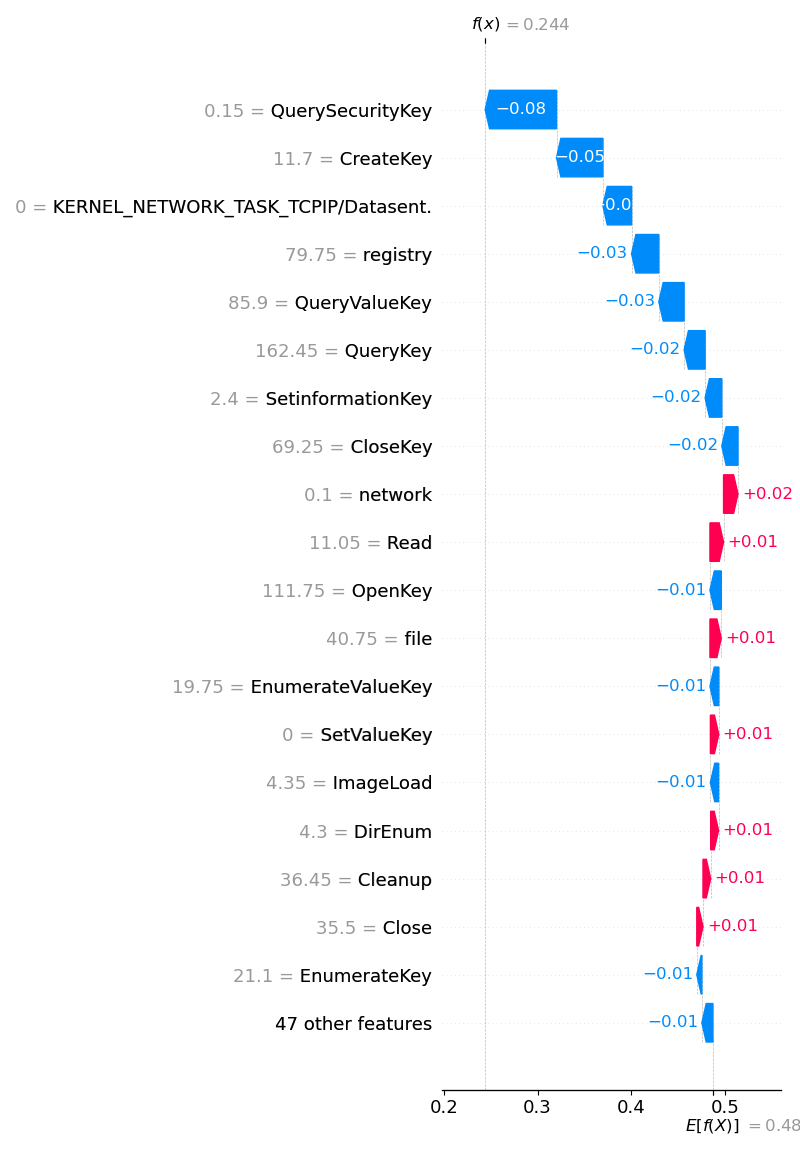 f(x) = 0.244
0.15 = QuerySecurityKey −0.08
11.7 = CreateKey −0.05
0 = KERNEL_NETWORK_TASK_TCPIP/Datasent.
79.75 = registry −0.03
85.9 = QueryValueKey −0.03
162.45 = QueryKey −0.02
2.4 = SetinformationKey −0.02
69.25 = CloseKey −0.02
0.1 = network +0.02
11.05 = Read +0.01
111.75 = OpenKey −0.01
40.75 = file +0.01
19.75 = EnumerateValueKey −0.01
0 = SetValueKey +0.01
4.35 = ImageLoad −0.01
4.3 = DirEnum +0.01
36.45 = Cleanup +0.01
35.5 = Close +0.01
21.1 = EnumerateKey −0.01
47 other features −0.01
0.2 0.3 0.4 0.5
E[f(X)] = 0.48